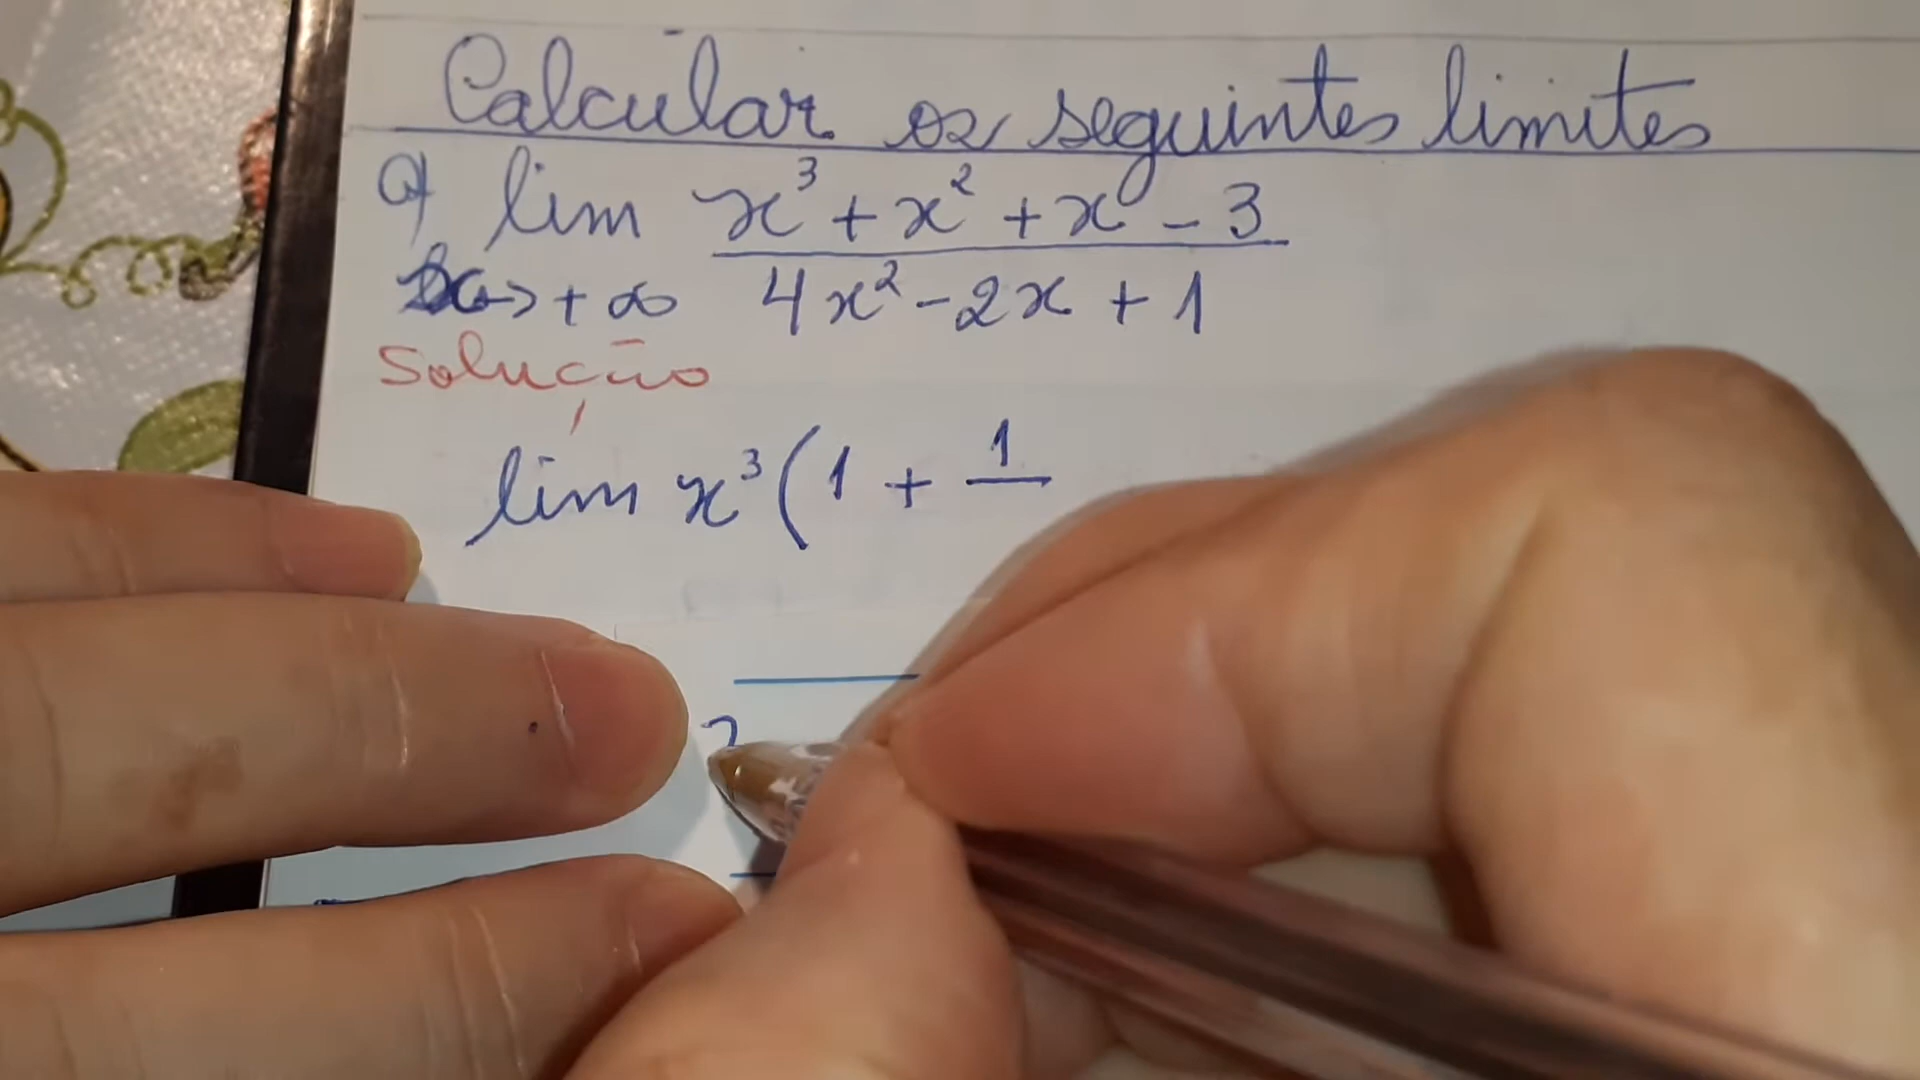 Calcular os seguintes limites
a) lim x³ + x² + x - 3
x→ + ∞ 4x² - 2x + 1
Solução
lim x³ ( 1 + 1